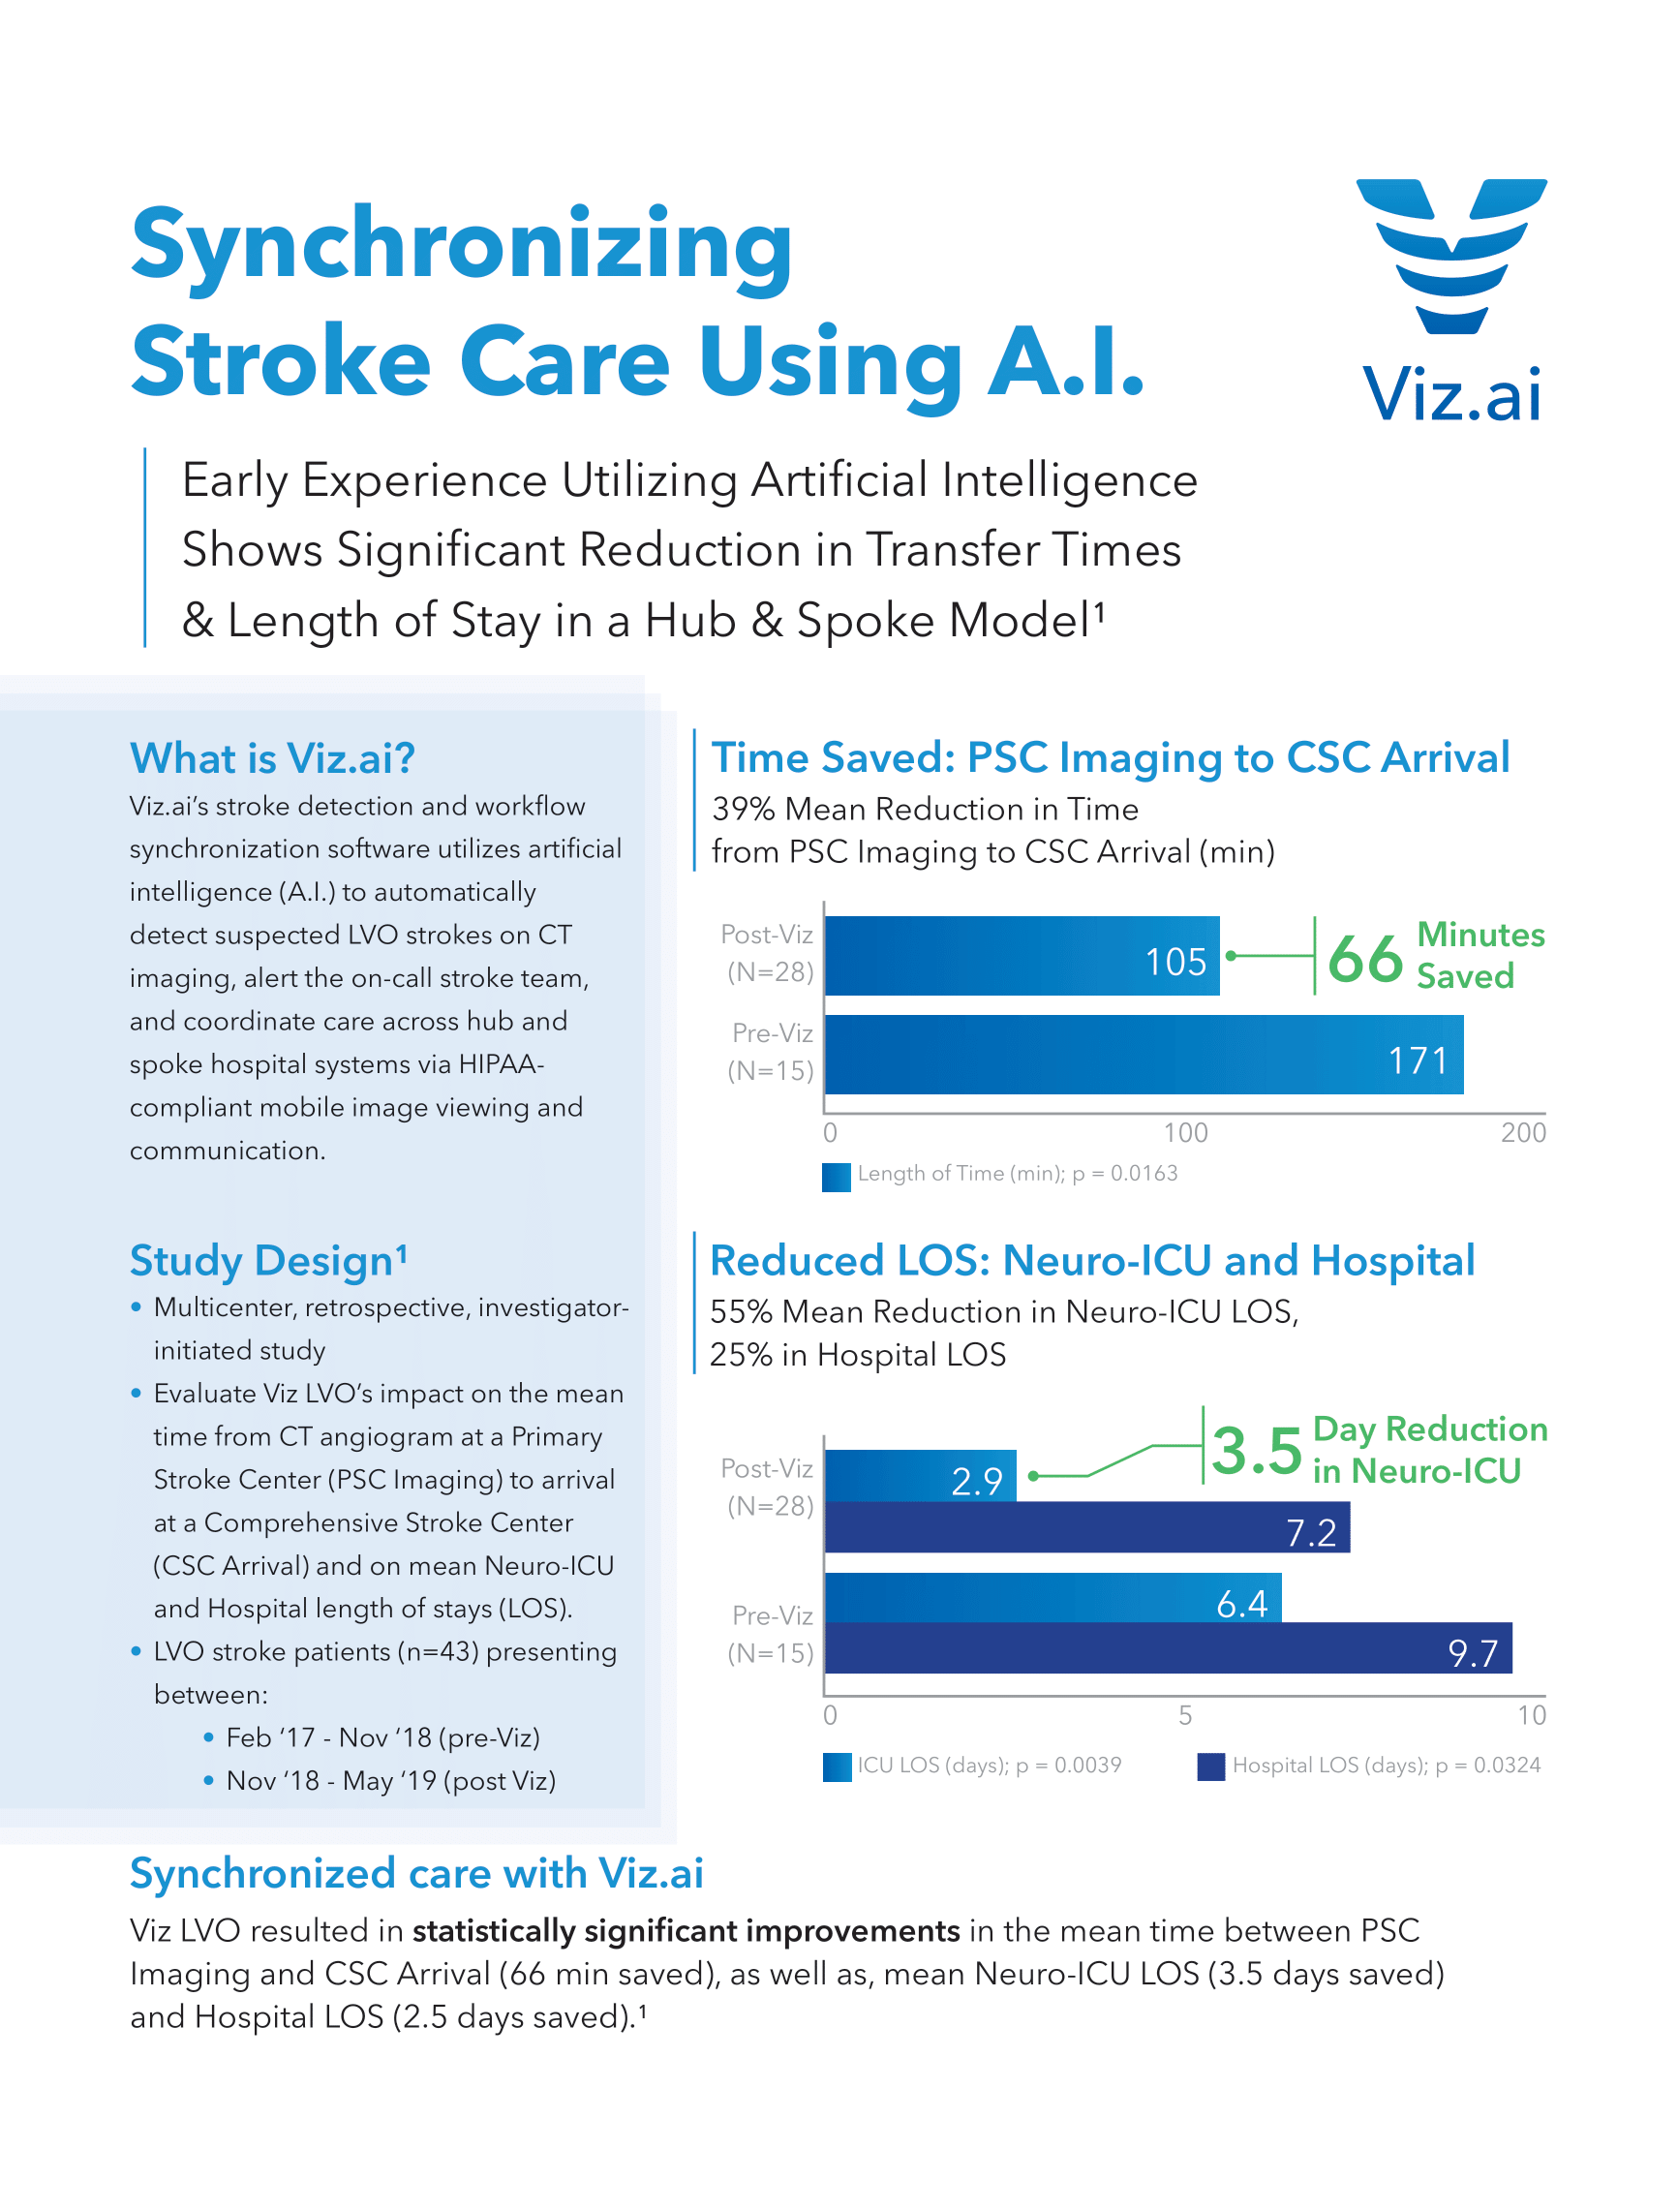 Synchronizing
Stroke Care Using A.I.
Viz.ai
Early Experience Utilizing Artificial Intelligence
Shows Significant Reduction in Transfer Times
& Length of Stay in a Hub & Spoke Model¹
What is Viz.ai?
Viz.ai’s stroke detection and workflow
synchronization software utilizes artificial
intelligence (A.I.) to automatically
detect suspected LVO strokes on CT
imaging, alert the on-call stroke team,
and coordinate care across hub and
spoke hospital systems via HIPAA-
compliant mobile image viewing and
communication.
Study Design¹
• Multicenter, retrospective, investigator-
initiated study
• Evaluate Viz LVO’s impact on the mean
time from CT angiogram at a Primary
Stroke Center (PSC Imaging) to arrival
at a Comprehensive Stroke Center
(CSC Arrival) and on mean Neuro-ICU
and Hospital length of stays (LOS).
• LVO stroke patients (n=43) presenting
between:
• Feb ‘17 - Nov ‘18 (pre-Viz)
• Nov ‘18 - May ‘19 (post Viz)
Time Saved: PSC Imaging to CSC Arrival
39% Mean Reduction in Time
from PSC Imaging to CSC Arrival (min)
Post-Viz
(N=28)
105
66 Minutes
Saved
Pre-Viz
(N=15)
171
0 100 200
Length of Time (min); p = 0.0163
Reduced LOS: Neuro-ICU and Hospital
55% Mean Reduction in Neuro-ICU LOS,
25% in Hospital LOS
Post-Viz
(N=28)
2.9
7.2
3.5 Day Reduction
in Neuro-ICU
Pre-Viz
(N=15)
6.4
9.7
0 5 10
ICU LOS (days); p = 0.0039 Hospital LOS (days); p = 0.0324
Synchronized care with Viz.ai
Viz LVO resulted in statistically significant improvements in the mean time between PSC
Imaging and CSC Arrival (66 min saved), as well as, mean Neuro-ICU LOS (3.5 days saved)
and Hospital LOS (2.5 days saved).¹